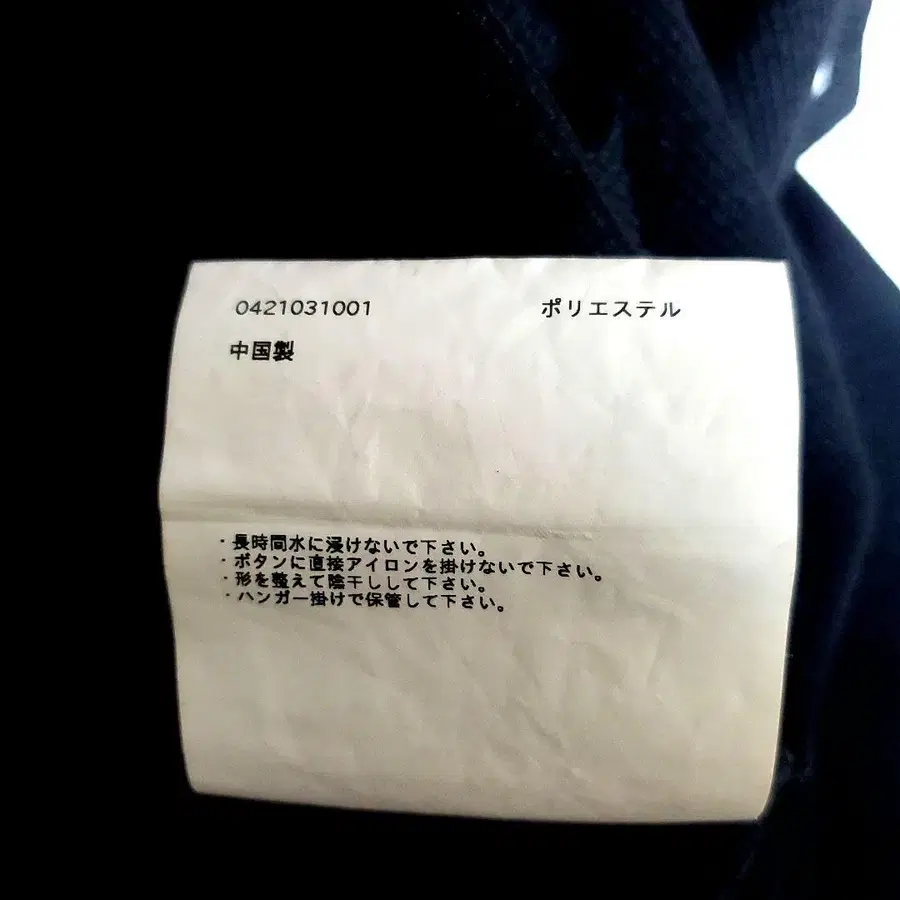 0421031001 ポリエステル
中国製
・長時間水に浸けないで下さい。
・ボタンに直接アイロンを掛けないで下さい。
・形を整えて陰干しして下さい。
・ハンガー掛けで保管して下さい。